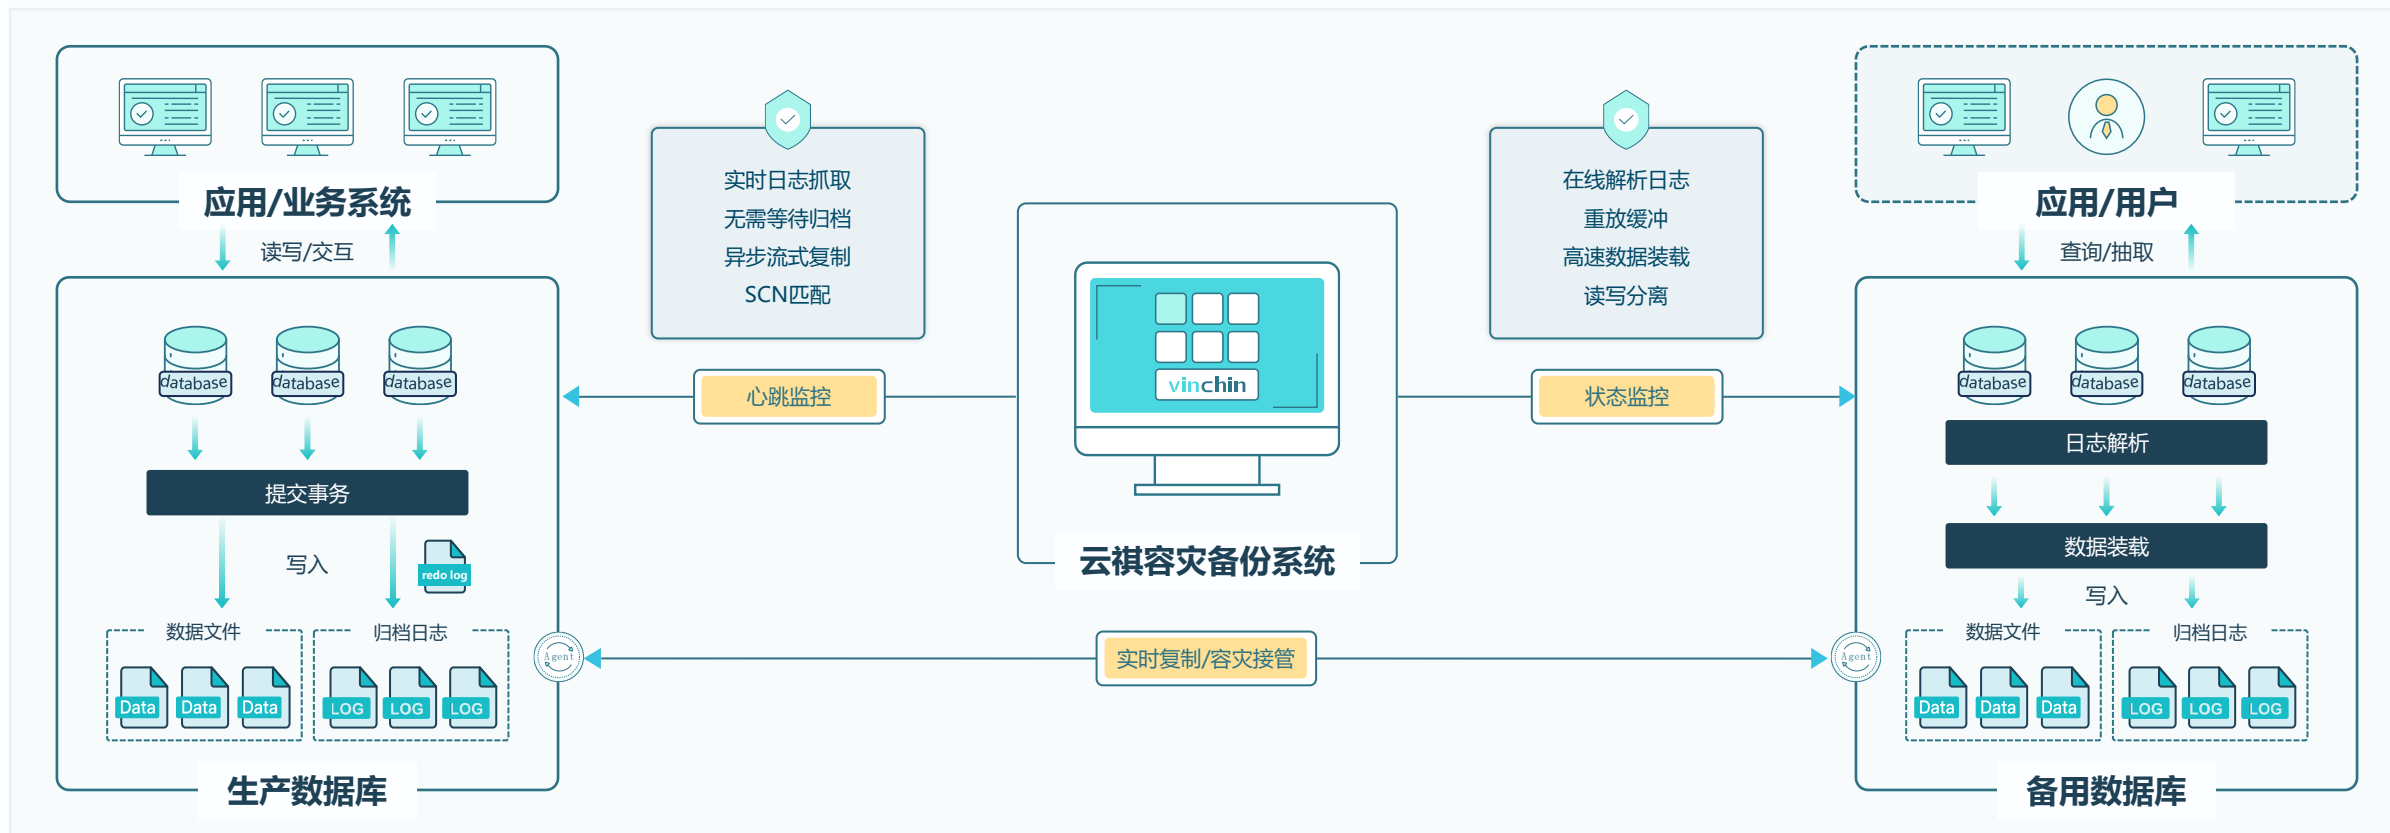 应用/业务系统
读写/交互
database
database
database
提交事务
写入
redo log
数据文件
归档日志
Data
Data
Data
LOG
LOG
LOG
Agent
生产数据库
实时日志抓取
无需等待归档
异步流式复制
SCN匹配
心跳监控
vinchin
云祺容灾备份系统
实时复制/容灾接管
在线解析日志
重放缓冲
高速数据装载
读写分离
状态监控
应用/用户
查询/抽取
database
database
database
日志解析
数据装载
写入
数据文件
归档日志
Data
Data
Data
LOG
LOG
LOG
Agent
备用数据库